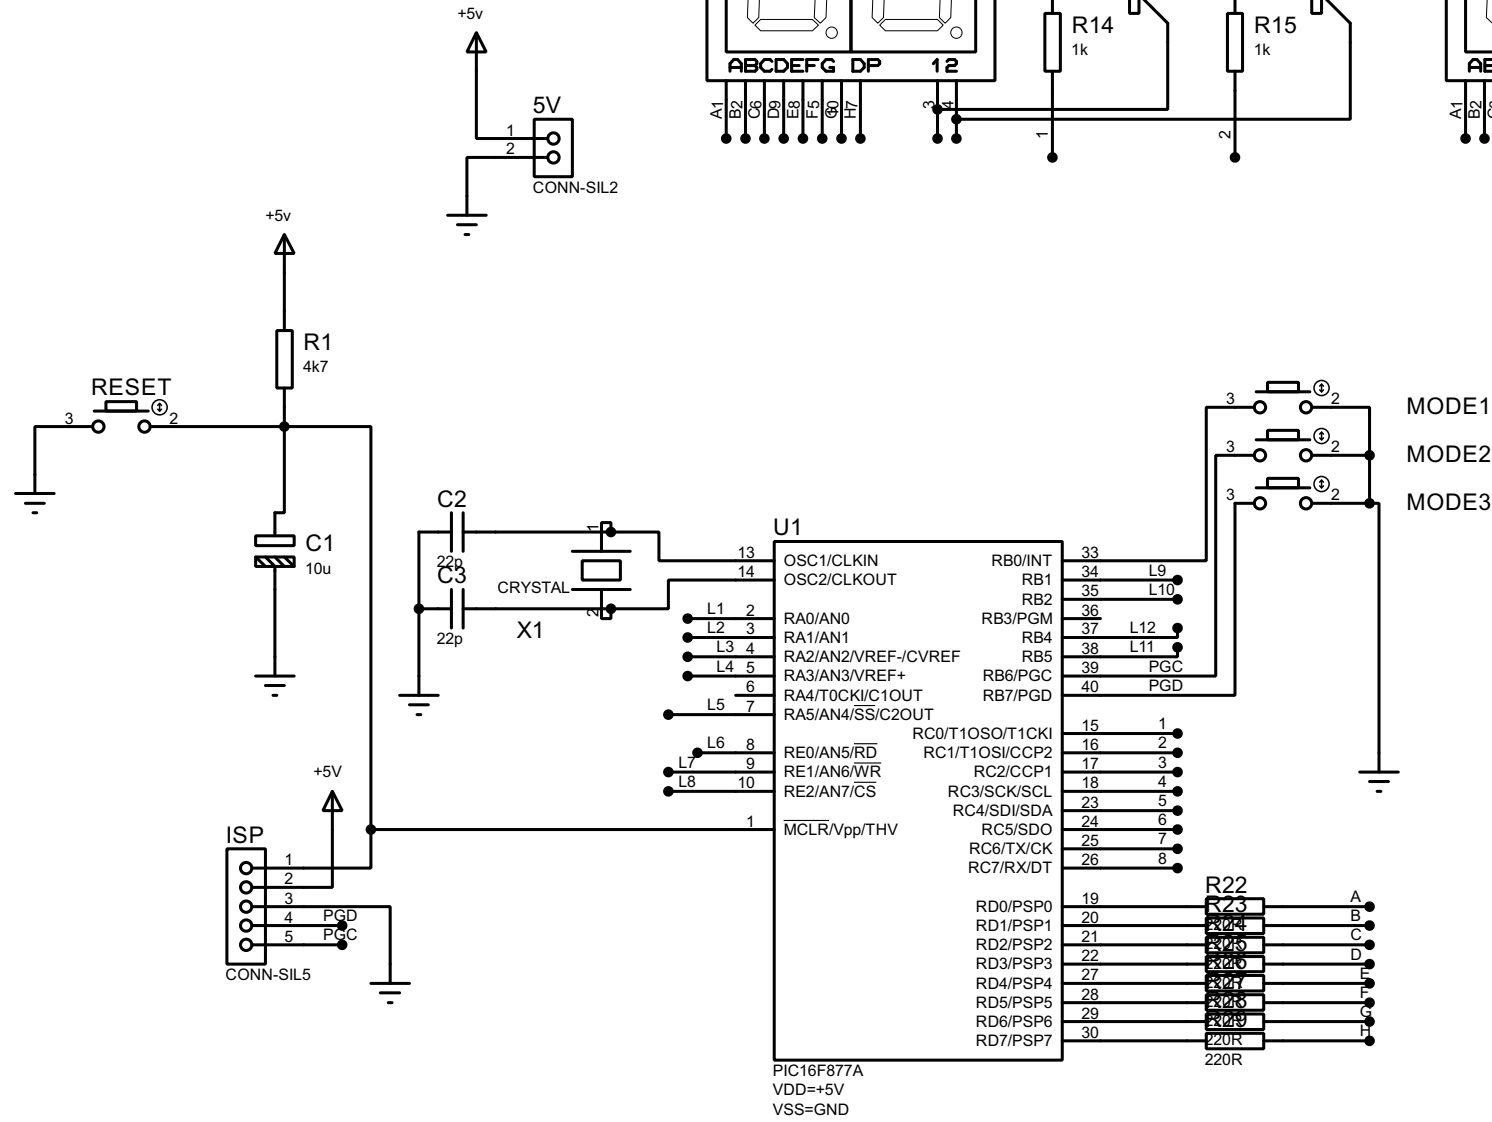 +5v
5V
1
2
CONN-SIL2
ABCDEFG DP 12
A1
B2
C6
D9
E8
F5
H7
3
4
R14
1k
1
R15
1k
2
A1
B2
+5v
R1
4k7
RESET
3
2
C1
10u
C2
22p
C3
22p
1
CRYSTAL
2
X1
3 2 MODE1
3 2 MODE2
3 2 MODE3
U1
13 OSC1/CLKIN
14 OSC2/CLKOUT
L1 2 RA0/AN0
L2 3 RA1/AN1
L3 4 RA2/AN2/VREF-/CVREF
L4 5 RA3/AN3/VREF+
6 RA4/T0CKI/C1OUT
L5 7 RA5/AN4/SS/C2OUT
L6 8 RE0/AN5/RD
L7 9 RE1/AN6/WR
L8 10 RE2/AN7/CS
1 MCLR/Vpp/THV
RB0/INT 33
RB1 34 L9
RB2 35 L10
RB3/PGM 36
RB4 37 L12
RB5 38 L11
RB6/PGC 39 PGC
RB7/PGD 40 PGD
RC0/T1OSO/T1CKI 15 1
RC1/T1OSI/CCP2 16 2
RC2/CCP1 17 3
RC3/SCK/SCL 18 4
RC4/SDI/SDA 23 5
RC5/SDO 24 6
RC6/TX/CK 25 7
RC7/RX/DT 26 8
R22
RD0/PSP0 19 R23 A
RD1/PSP1 20 B
RD2/PSP2 21 C
RD3/PSP3 22 D
RD4/PSP4 27 E
RD5/PSP5 28 F
RD6/PSP6 29 R29 G
RD7/PSP7 30 220R H
220R
PIC16F877A
VDD=+5V
VSS=GND
+5V
ISP
1
2
3
4 PGD
5 PGC
CONN-SIL5